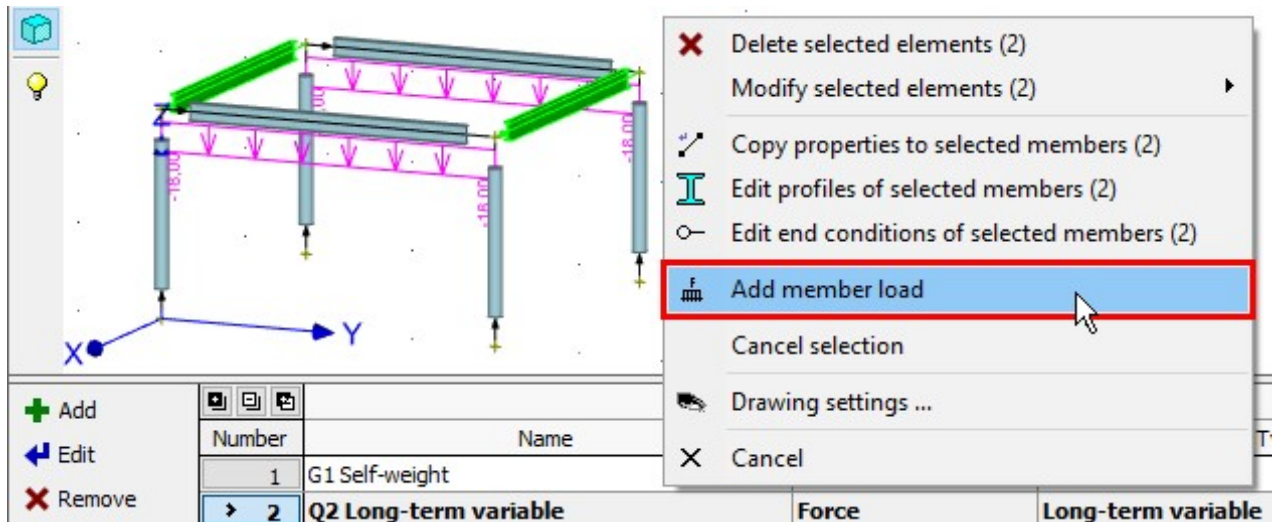 Delete selected elements (2)
Modify selected elements (2)
Copy properties to selected members (2)
Edit profiles of selected members (2)
Edit end conditions of selected members (2)
Add member load
Cancel selection
Drawing settings ...
Cancel
Z
-18,00
-18,00
-18,00
X
Y
Add
Edit
Remove
Number
Name
1
G1 Self-weight
2
Q2 Long-term variable
Force
Long-term variable